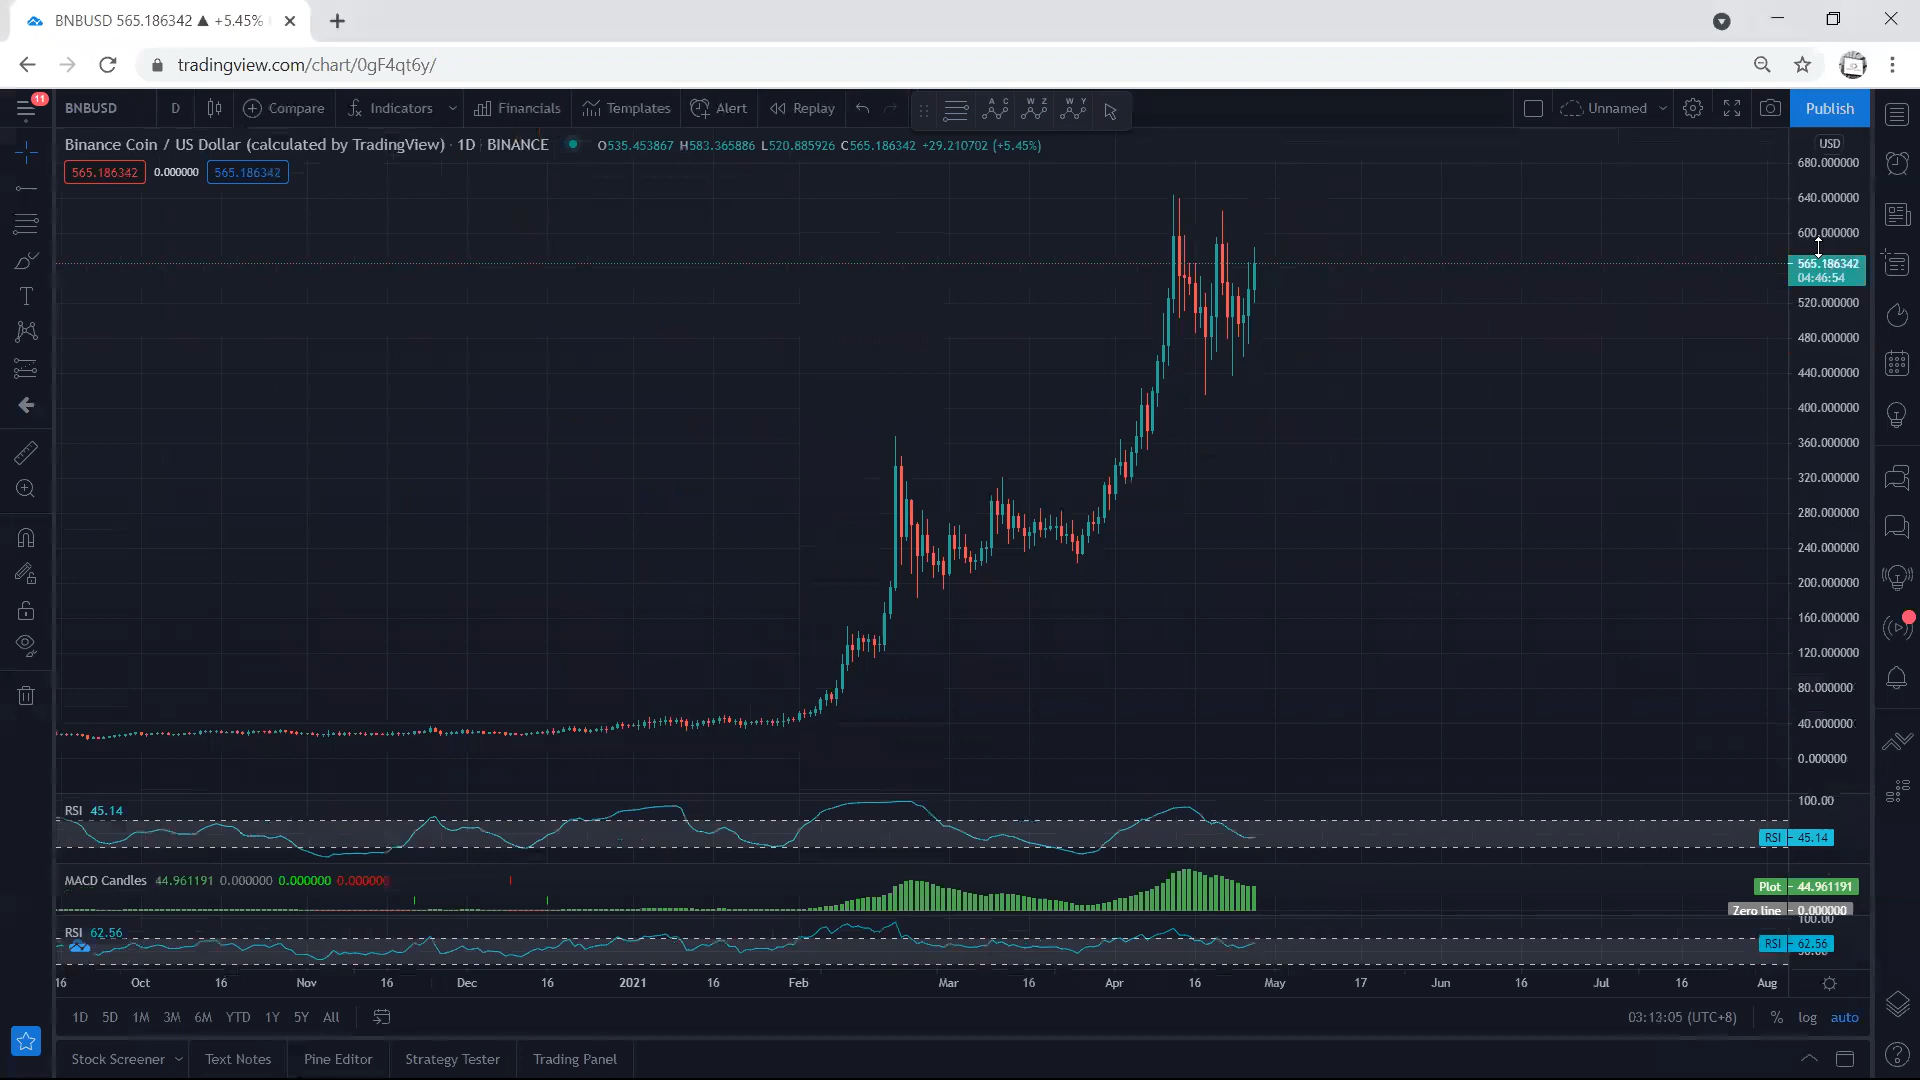 BNBUSD 565.186342 ▲ +5.45%
tradingview.com/chart/0gF4qt6y/
11
BNBUSD D Compare Indicators Financials Templates Alert Replay Unnamed Publish
Binance Coin / US Dollar (calculated by TradingView) · 1D BINANCE O535.453867 H583.365886 L520.885926 C565.186342 +29.210702 (+5.45%)
565.186342 0.000000 565.186342
USD
680.000000
640.000000
600.000000
565.186342
04:46:54
520.000000
480.000000
440.000000
400.000000
360.000000
320.000000
280.000000
240.000000
200.000000
160.000000
120.000000
80.000000
40.000000
0.000000
RSI 45.14
100.00
RSI 45.14
MACD Candles 44.961191 0.000000 0.000000 0.000000
Plot 44.961191
Zero line 0.000000
100.00
RSI 62.56
RSI 62.56
16 Oct 16 Nov 16 Dec 16 2021 16 Feb Mar 16 Apr 16 May 17 Jun 16 Jul 16 Aug
1D 5D 1M 3M 6M YTD 1Y 5Y All 03:13:05 (UTC+8) % log auto
Stock Screener Text Notes Pine Editor Strategy Tester Trading Panel